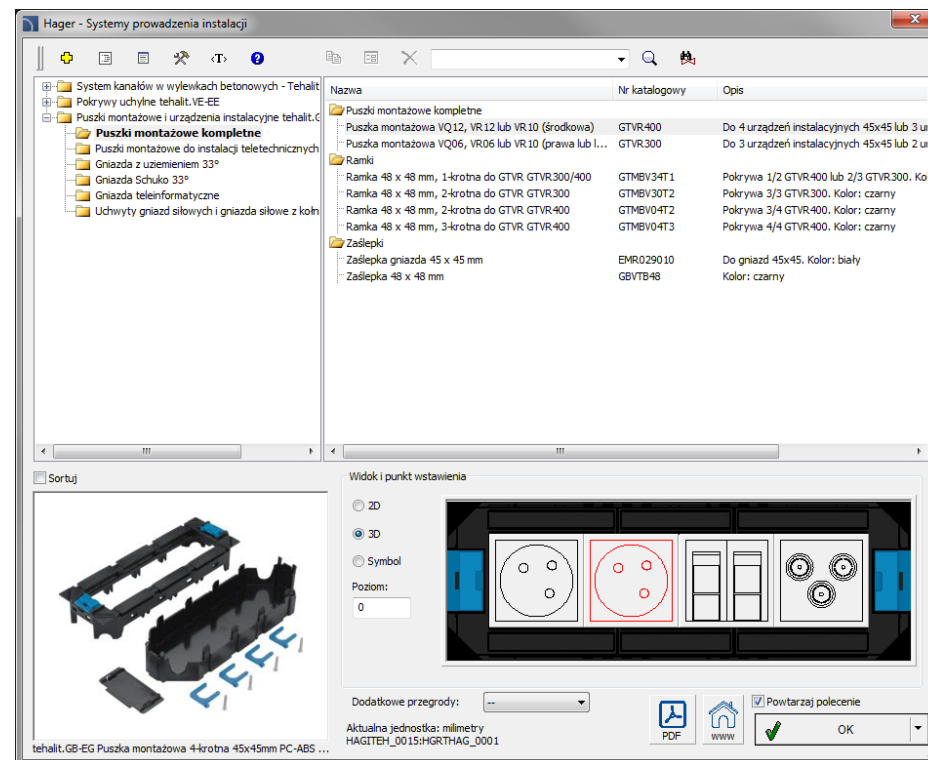 Hager - Systemy prowadzenia instalacji
System kanałów w wylewkach betonowych - Tehalit
Pokrywy uchylne tehalit.VE-EE
Puszki montażowe i urządzenia instalacyjne tehalit.G
Puszki montażowe kompletne
Puszki montażowe do instalacji teletechnicznych
Gniazda z uziemieniem 33°
Gniazda Schuko 33°
Gniazda teleinformatyczne
Uchwyty gniazd siłowych i gniazda siłowe z kołn
Nazwa Nr katalogowy Opis
Puszki montażowe kompletne
Puszka montażowa VQ12, VR12 lub VR10 (środkowa) GTVR400 Do 4 urządzeń instalacyjnych 45x45 lub 3 ur
Puszka montażowa VQ06, VR06 lub VR10 (prawa lub l... GTVR300 Do 3 urządzeń instalacyjnych 45x45 lub 2 ur
Ramki
Ramka 48 x 48 mm, 1-krotna do GTVR GTVR300/400 GTMBV34T1 Pokrywa 1/2 GTVR400 lub 2/3 GTVR300. Ko
Ramka 48 x 48 mm, 2-krotna do GTVR GTVR300 GTMBV30T2 Pokrywa 3/3 GTVR300. Kolor: czarny
Ramka 48 x 48 mm, 2-krotna do GTVR GTVR400 GTMBV04T2 Pokrywa 3/4 GTVR400. Kolor: czarny
Ramka 48 x 48 mm, 3-krotna do GTVR GTVR400 GTMBV04T3 Pokrywa 4/4 GTVR400. Kolor: czarny
Zaślepki
Zaślepka gniazda 45 x 45 mm EMR029010 Do gniazd 45x45. Kolor: biały
Zaślepka 48 x 48 mm GBVTB48 Kolor: czarny
Sortuj
Widok i punkt wstawienia
2D
3D
Symbol
Poziom:
0
Dodatkowe przegrody: --
Aktualna jednostka: milimetry
HAGITEH_0015:HGRTHAG_0001
PDF
www
Powtarzaj polecenie
OK
tehalit.GB-EG Puszka montażowa 4-krotna 45x45mm PC-ABS ...